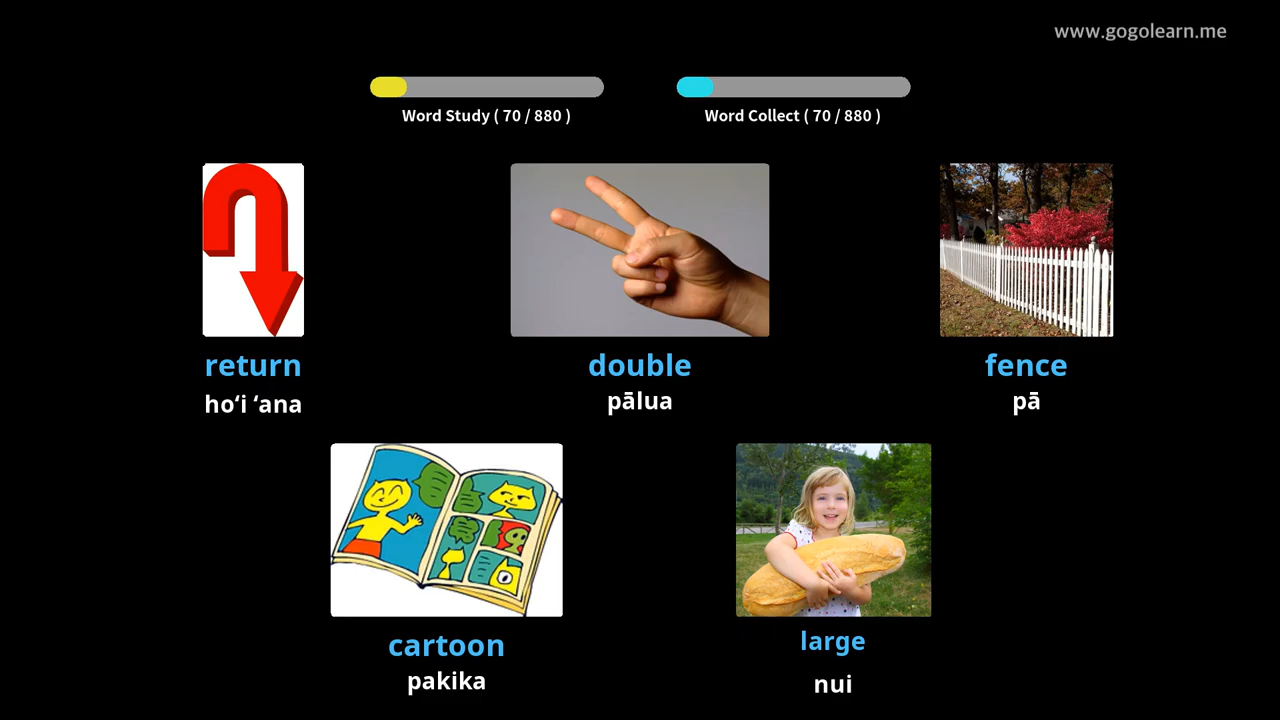 www.gogolearn.me
Word Study ( 70 / 880 )
Word Collect ( 70 / 880 )
return
hoʻi ʻana
double
pālua
fence
pā
cartoon
pakika
large
nui